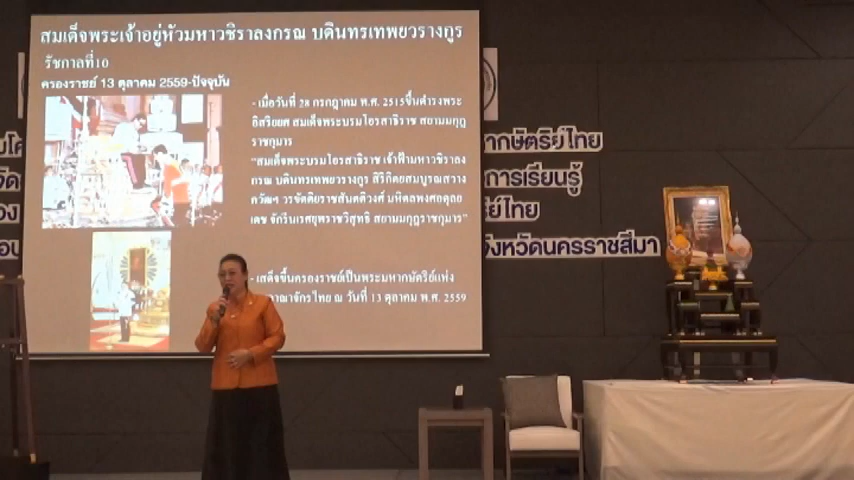 สมเด็จพระเจ้าอยู่หัวมหาวชิราลงกรณ บดินทรเทพยวรางกูร
รัชกาลที่10
ครองราชย์ 13 ตุลาคม 2559-ปัจจุบัน
- เมื่อวันที่ 28 กรกฎาคม พ.ศ. 2515ขึ้นดำรงพระ
อิสริยยศ สมเด็จพระบรมโอรสาธิราช สยามมกุฎ
ราชกุมาร
"สมเด็จพระบรมโอรสาธิราช เจ้าฟ้ามหาวชิราลง
กรณ บดินทรเทพยวรางกูร สิริกิตยสมบูรณสวาง
ควัฒฯ วรขัตติยราชสันตติวงศ์ มหิตลพงศอดุลย
เดช จักรีนเรศยุพราชวิสุทธิ สยามมกุฎราชกุมาร"
- เสด็จขึ้นครองราชย์เป็นพระมหากษัตริย์แห่ง
าณาจักรไทย ณ วันที่ 13 ตุลาคม พ.ศ. 2559
ากษัตริย์ไทย
การเรียนรู้
ริย์ไทย
จังหวัดนครราชสีมา